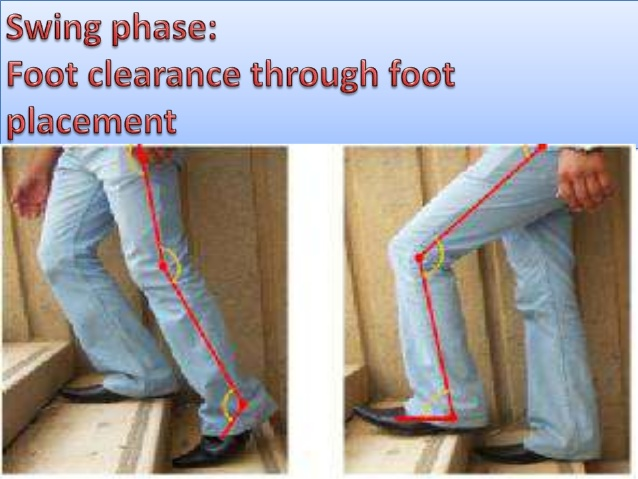 Swing phase:
Foot clearance through foot
placement